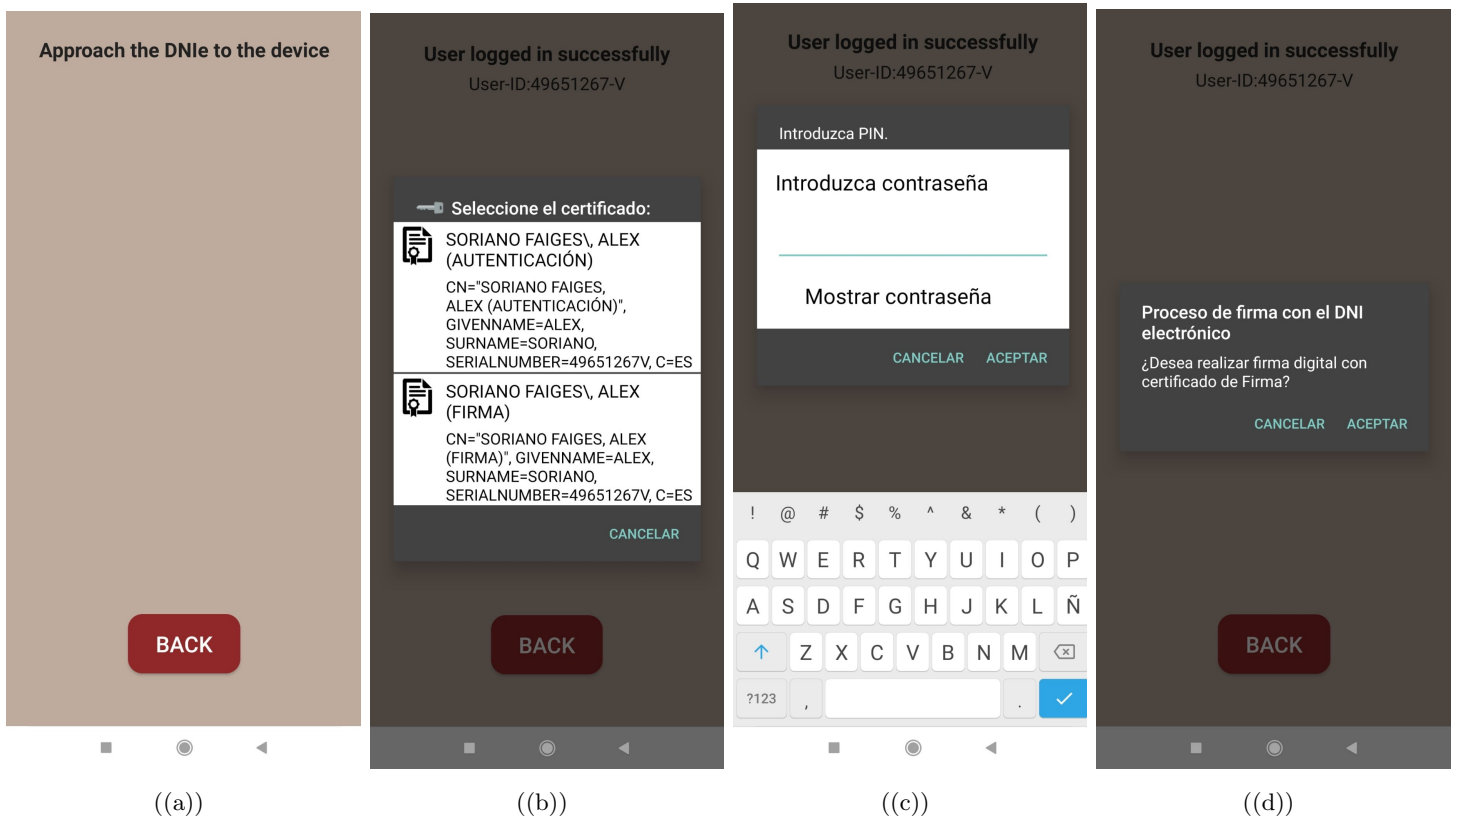 Approach the DNIe to the device
BACK
((a))
User logged in successfully
User-ID:49651267-V
Seleccione el certificado:
SORIANO FAIGES\, ALEX
(AUTENTICACIÓN)
CN="SORIANO FAIGES,
ALEX (AUTENTICACIÓN)",
GIVENNAME=ALEX,
SURNAME=SORIANO,
SERIALNUMBER=49651267V, C=ES
SORIANO FAIGES\, ALEX
(FIRMA)
CN="SORIANO FAIGES, ALEX
(FIRMA)", GIVENNAME=ALEX,
SURNAME=SORIANO,
SERIALNUMBER=49651267V, C=ES
CANCELAR
BACK
((b))
User logged in successfully
User-ID:49651267-V
Introduzca PIN.
Introduzca contraseña
Mostrar contraseña
CANCELAR ACEPTAR
! @ # $ % ^ & * ( )
Q W E R T Y U I O P
A S D F G H J K L Ñ
Z X C V B N M
?123 , .
((c))
User logged in successfully
User-ID:49651267-V
Proceso de firma con el DNI
electrónico
¿Desea realizar firma digital con
certificado de Firma?
CANCELAR ACEPTAR
BACK
((d))